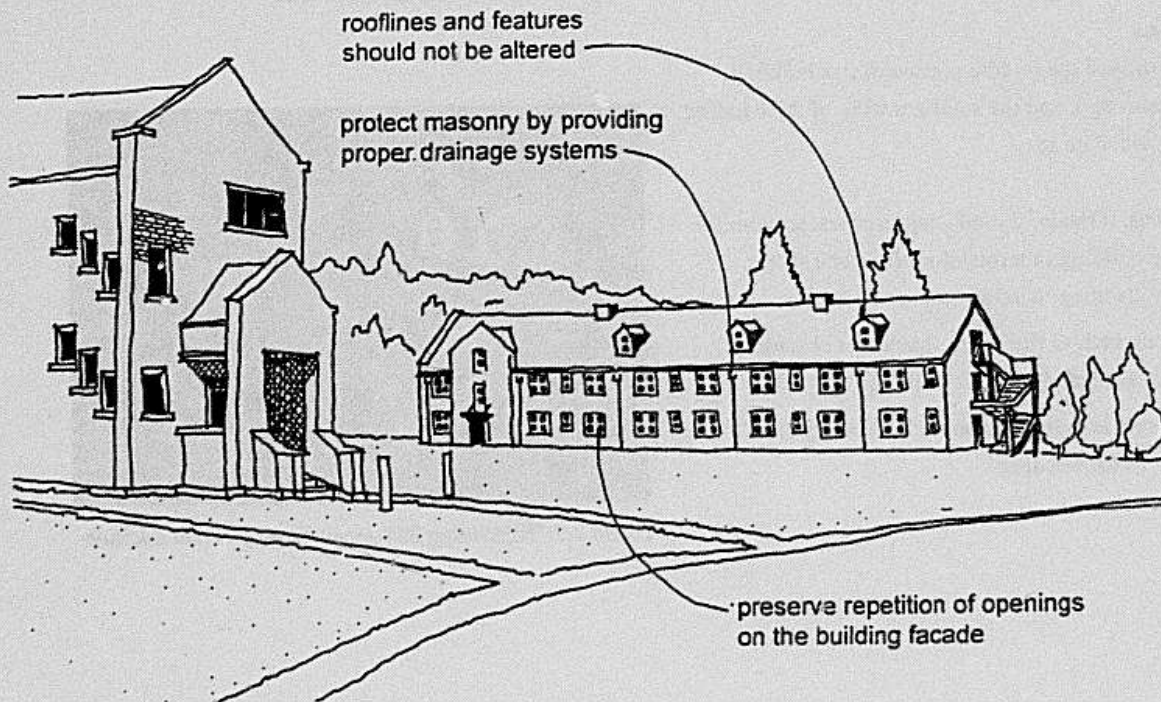 rooflines and features
should not be altered
protect masonry by providing
proper drainage systems
preserve repetition of openings
on the building facade